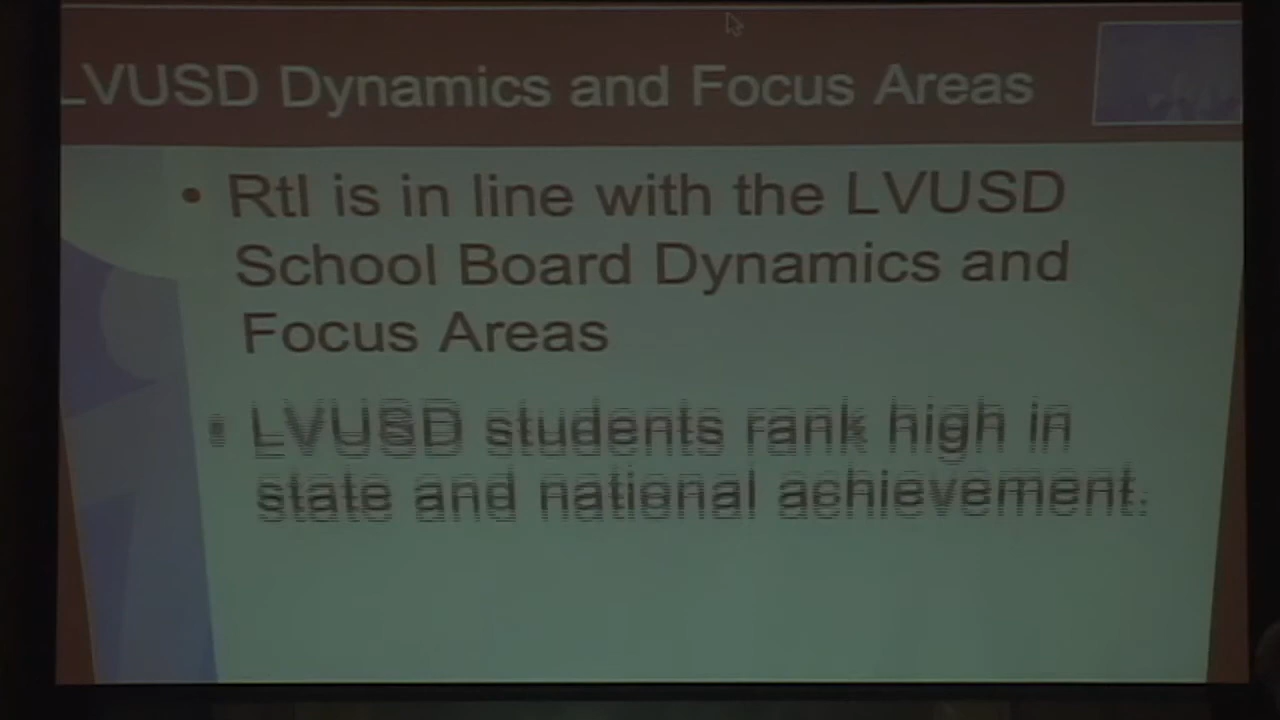 LVUSD Dynamics and Focus Areas
• RtI is in line with the LVUSD
School Board Dynamics and
Focus Areas
• LVUSD students rank high in
state and national achievement.